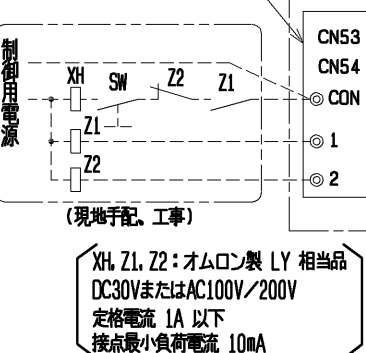 制御用電源
XH
SW
Z2
Z1
Z1
Z2
CN53
CN54
CON
1
2
(現地手配、工事)
XH, Z1, Z2：オムロン製 LY 相当品
DC30VまたはAC100V／200V
定格電流 1A 以下
接点最小負荷電流 10mA